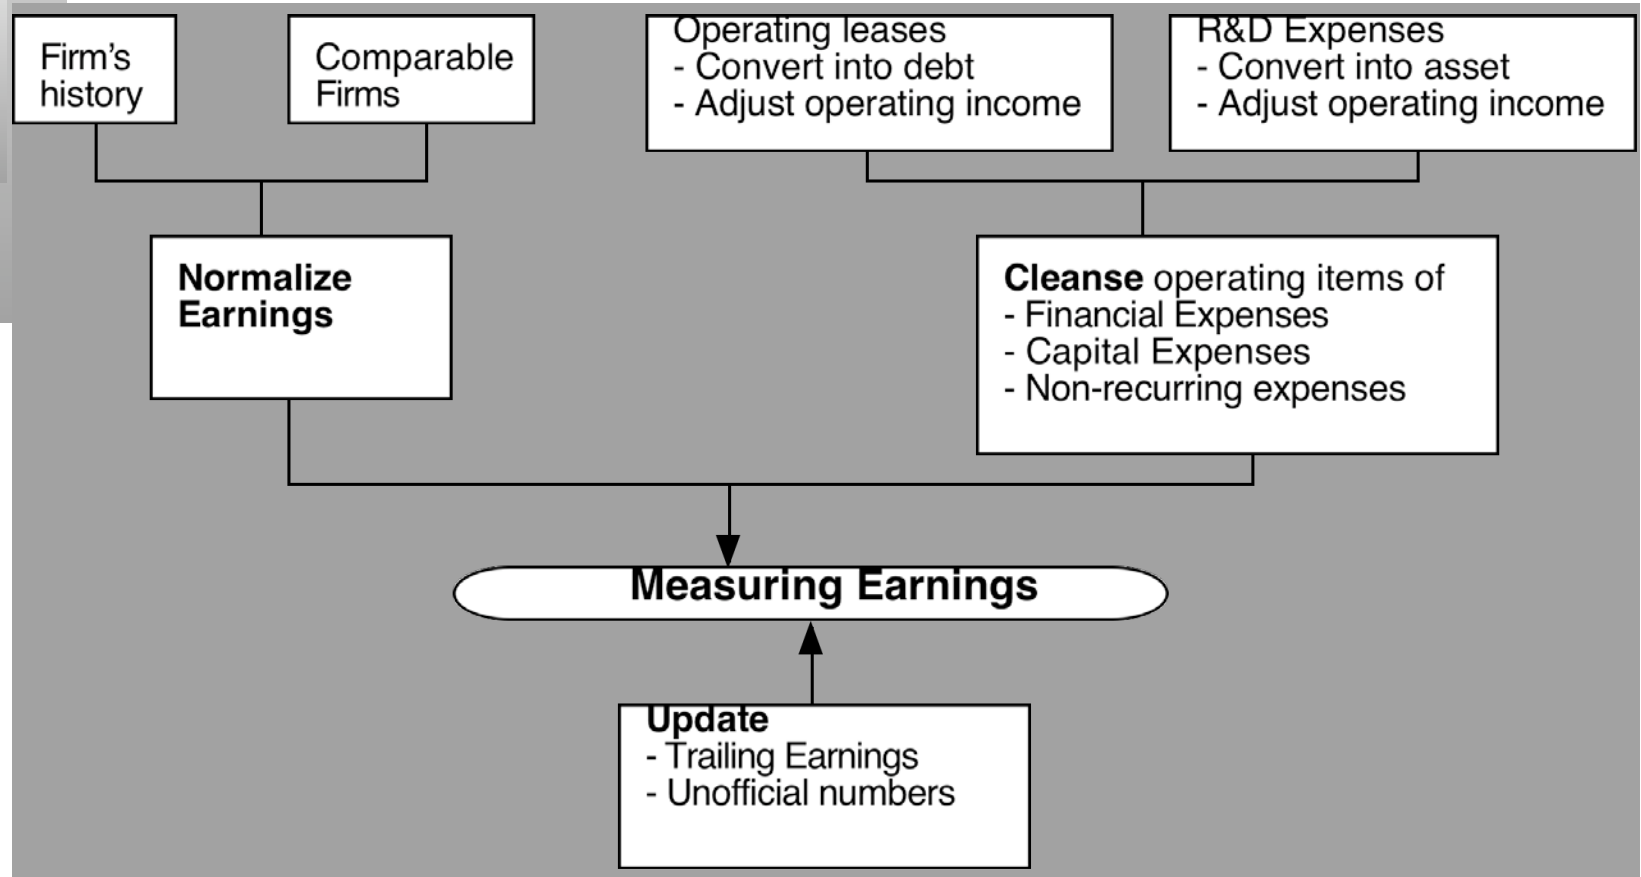 Firm's
history
Comparable
Firms
Operating leases
- Convert into debt
- Adjust operating income
R&D Expenses
- Convert into asset
- Adjust operating income
Normalize
Earnings
Cleanse operating items of
- Financial Expenses
- Capital Expenses
- Non-recurring expenses
Measuring Earnings
Update
- Trailing Earnings
- Unofficial numbers